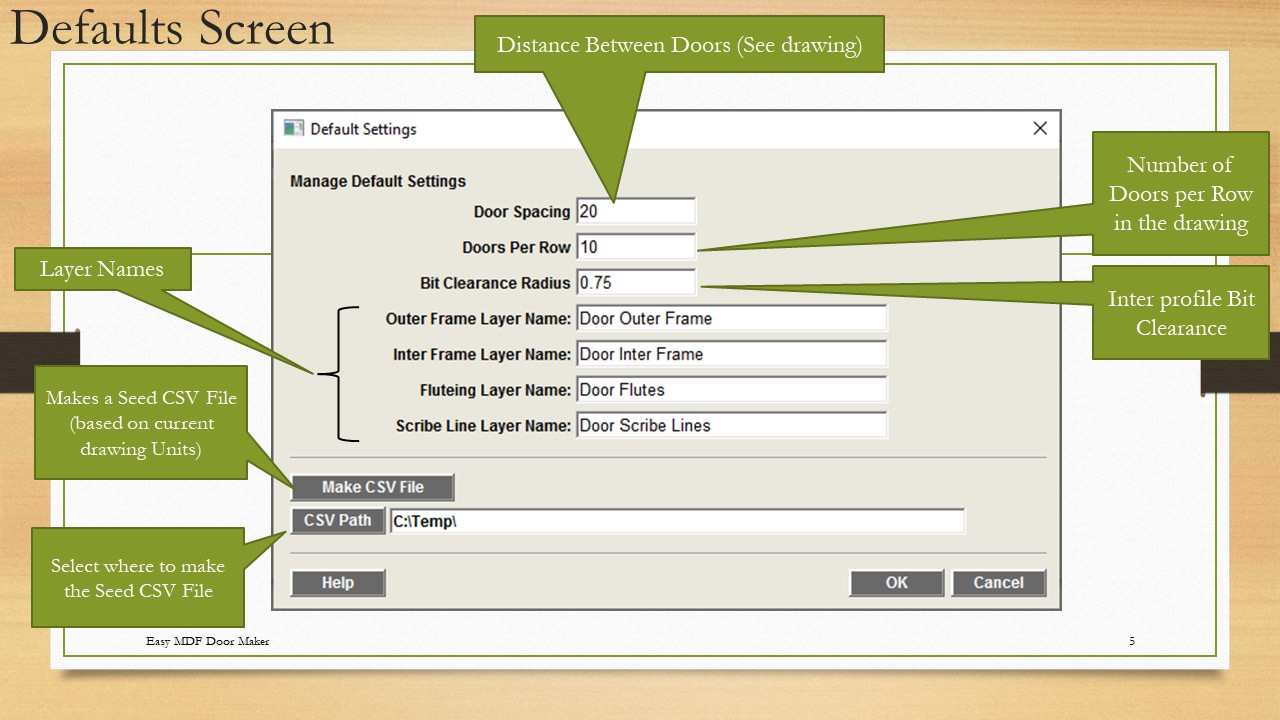 Defaults Screen
Distance Between Doors (See drawing)
Default Settings
Manage Default Settings
Door Spacing 20
Doors Per Row 10
Bit Clearance Radius 0.75
Outer Frame Layer Name: Door Outer Frame
Inter Frame Layer Name: Door Inter Frame
Fluteing Layer Name: Door Flutes
Scribe Line Layer Name: Door Scribe Lines
Make CSV File
CSV Path C:\Temp\
Help
OK
Cancel
Number of
Doors per Row
in the drawing
Inter profile Bit
Clearance
Layer Names
Makes a Seed CSV File
(based on current
drawing Units)
Select where to make
the Seed CSV File
Easy MDF Door Maker
5